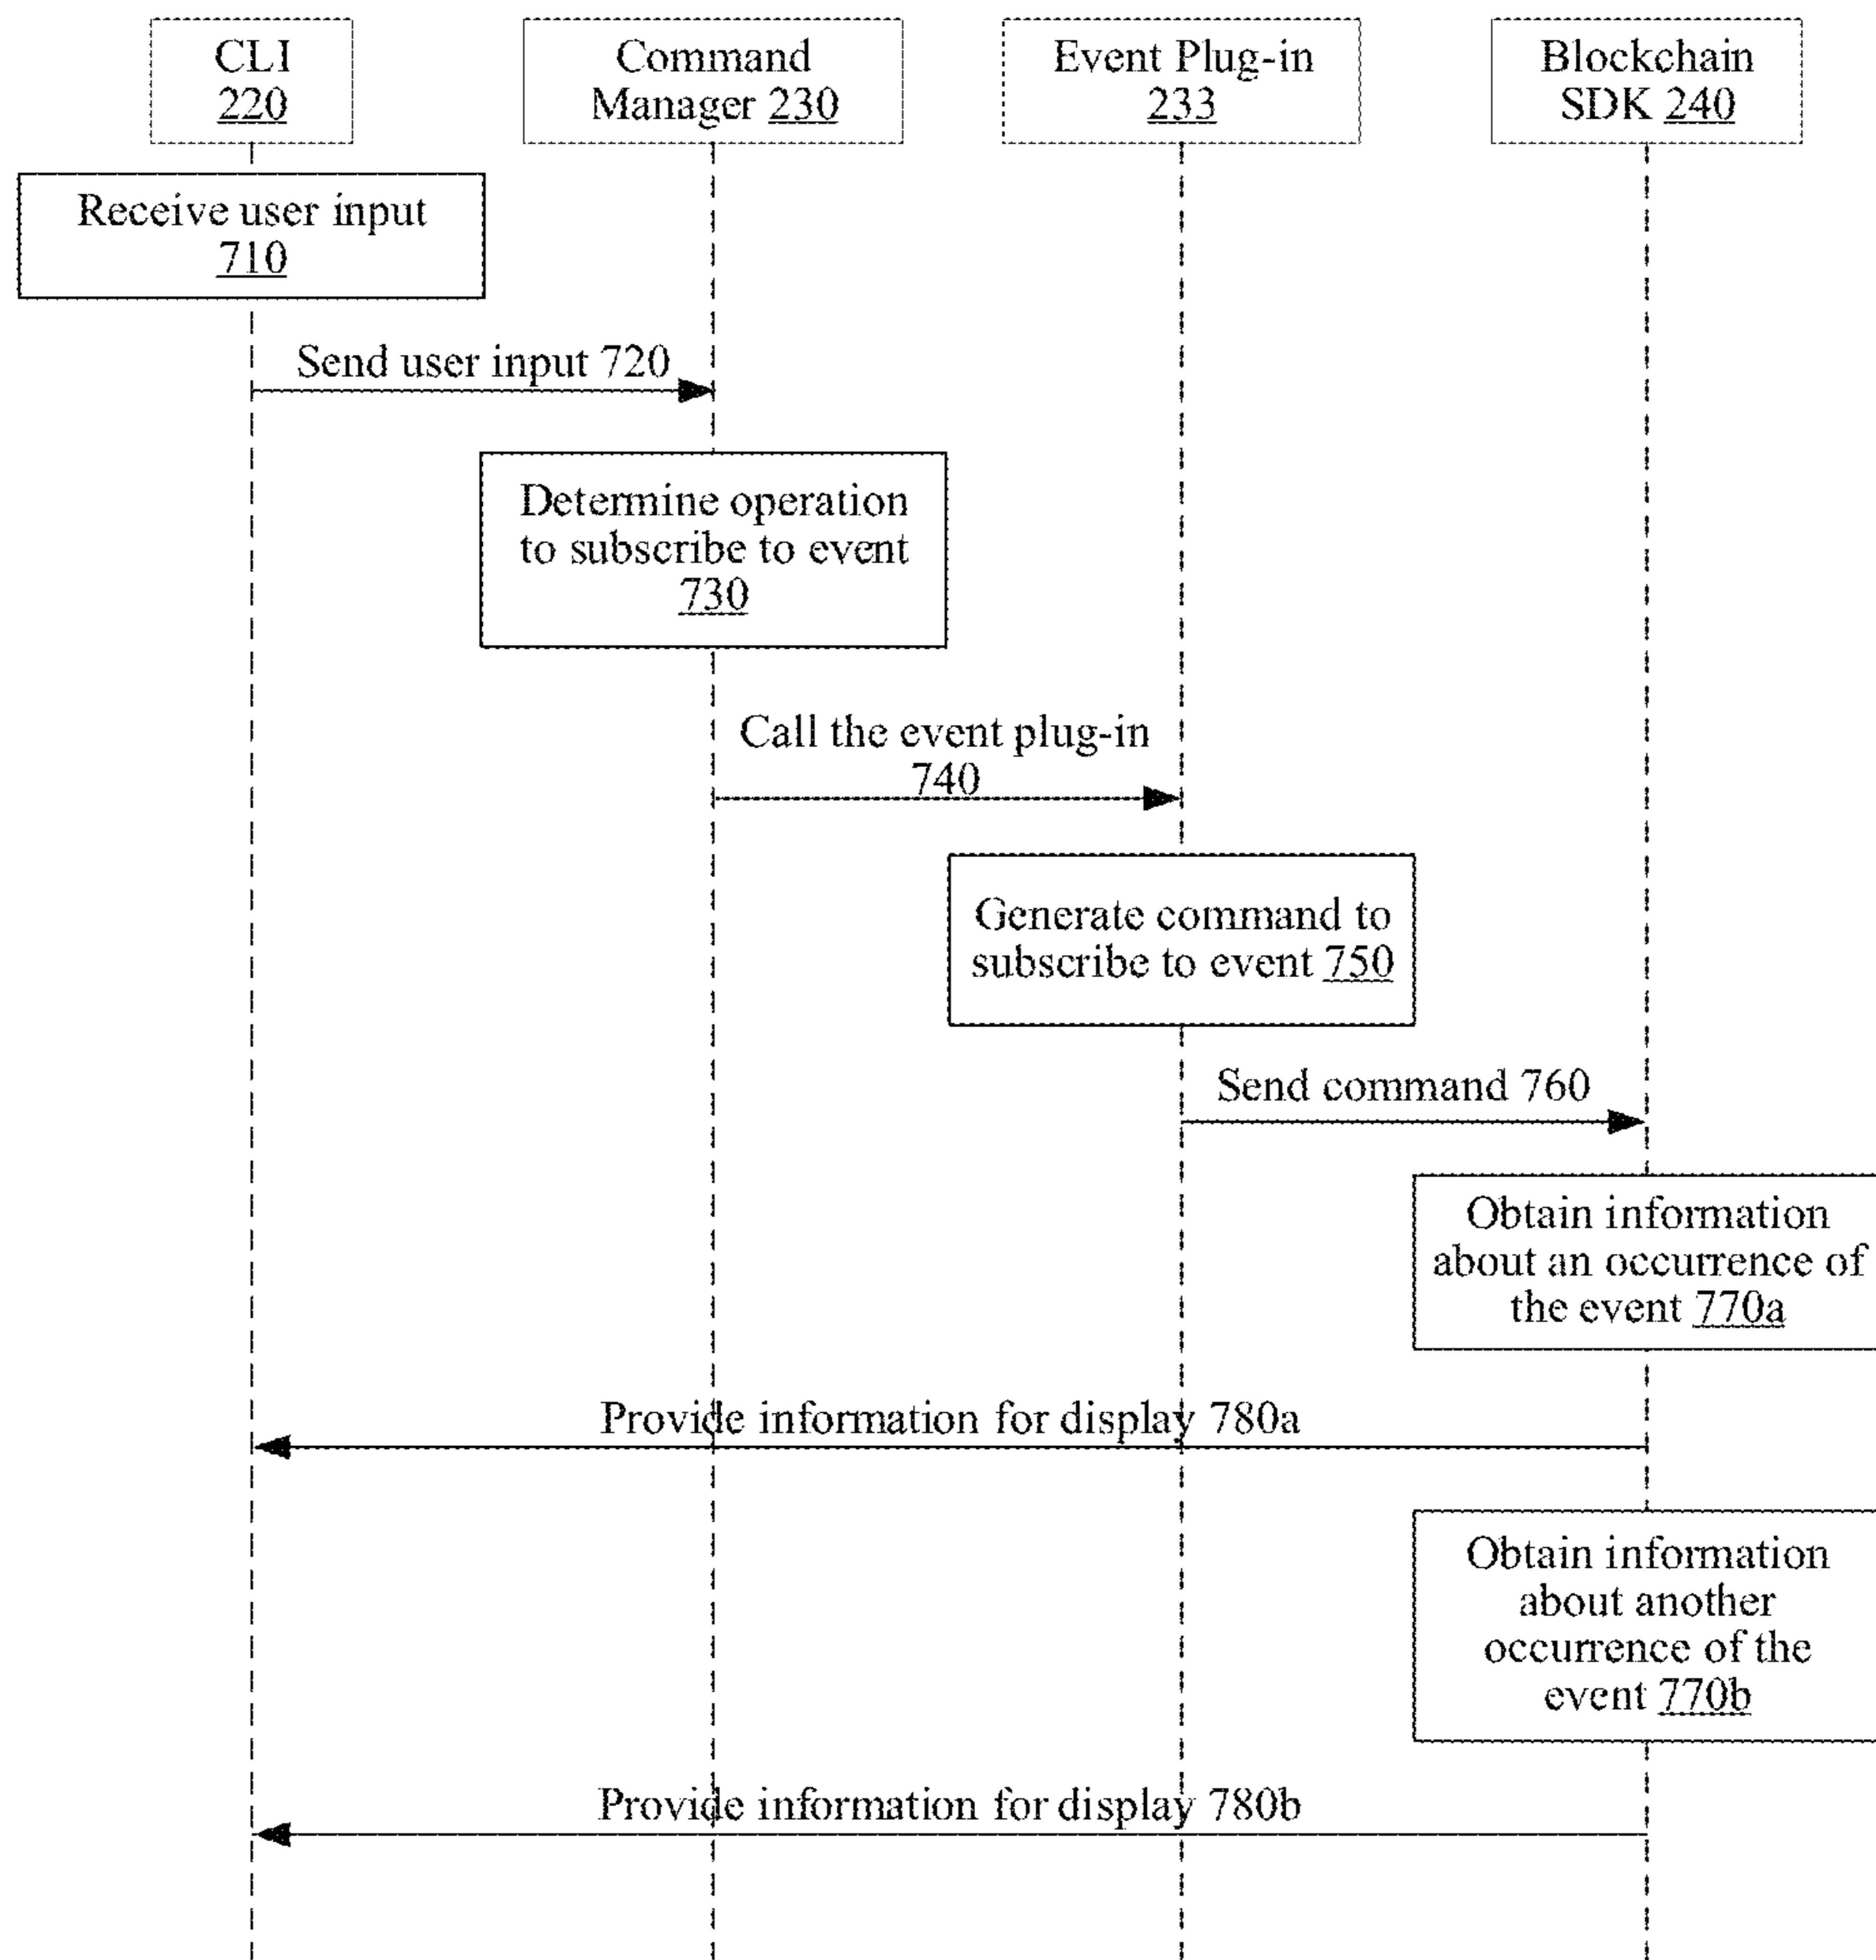 CLI
220
Command
Manager 230
Event Plug-in
233
Blockchain
SDK 240
Receive user input
710
Send user input 720
Determine operation
to subscribe to event
730
Call the event plug-in
740
Generate command to
subscribe to event 750
Send command 760
Obtain information
about an occurrence of
the event 770a
Provide information for display 780a
Obtain information
about another
occurrence of the
event 770b
Provide information for display 780b